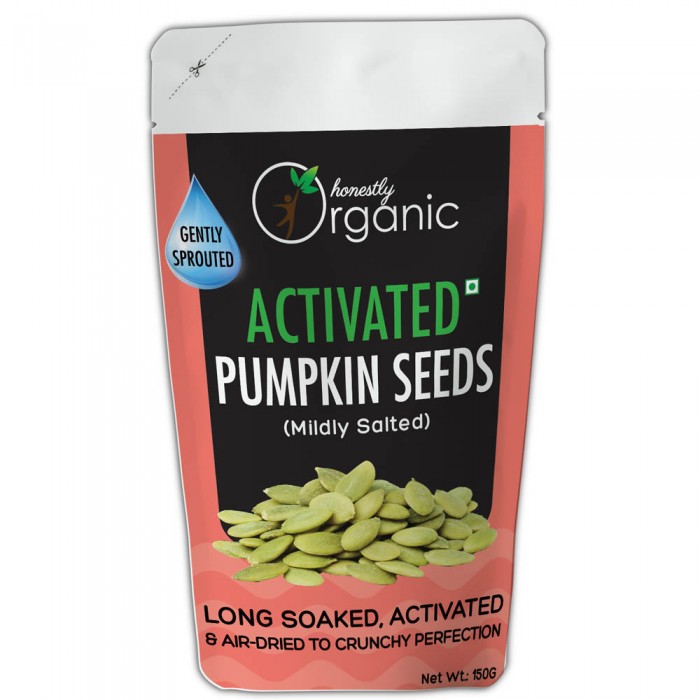 honestly
Organic
GENTLY
SPROUTED
ACTIVATED
PUMPKIN SEEDS
(Mildly Salted)
LONG SOAKED, ACTIVATED
& AIR-DRIED TO CRUNCHY PERFECTION
Net Wt.: 150G